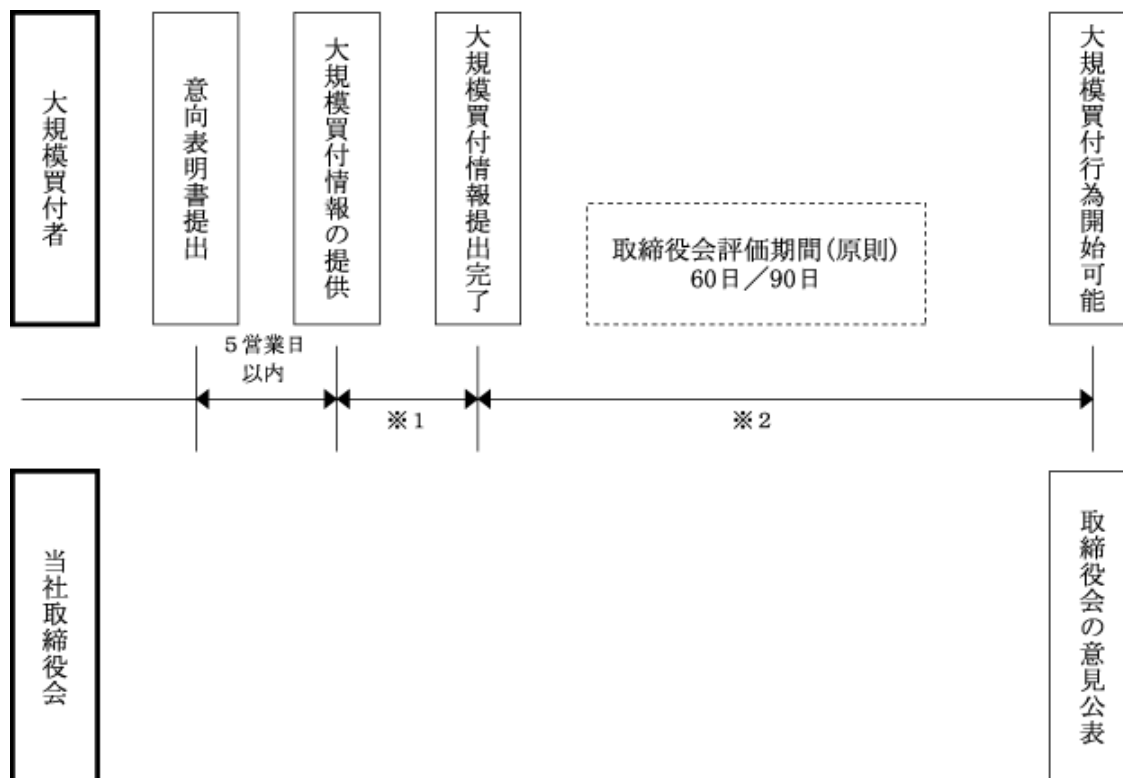 大規模買付者
意向表明書提出
大規模買付情報の提供
大規模買付情報提出完了
取締役会評価期間(原則)
60日／90日
大規模買付行為開始可能
5営業日
以内
※1
※2
当社取締役会
取締役会の意見公表